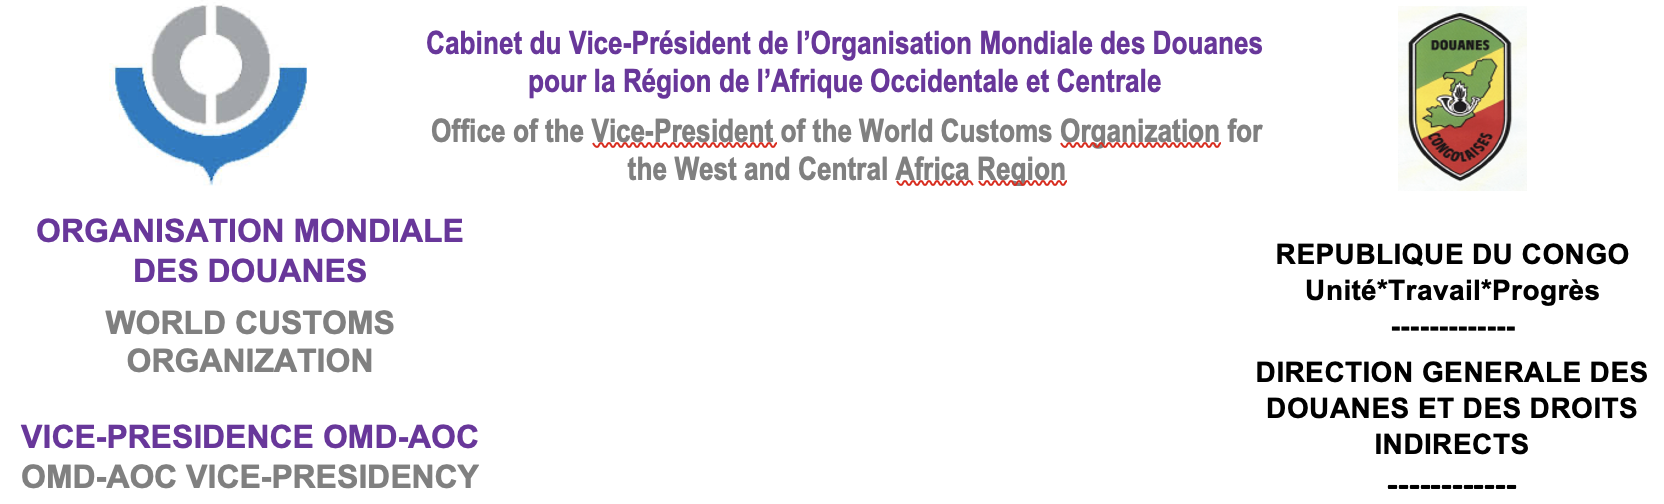 Cabinet du Vice-Président de l'Organisation Mondiale des Douanes
pour la Région de l'Afrique Occidentale et Centrale
Office of the Vice-President of the World Customs Organization for
the West and Central Africa Region
DOUANES
CONGOLAISES
ORGANISATION MONDIALE
DES DOUANES
WORLD CUSTOMS
ORGANIZATION
VICE-PRESIDENCE OMD-AOC
OMD-AOC VICE-PRESIDENCY
REPUBLIQUE DU CONGO
Unité*Travail*Progrès
-------------
DIRECTION GENERALE DES
DOUANES ET DES DROITS
INDIRECTS
------------